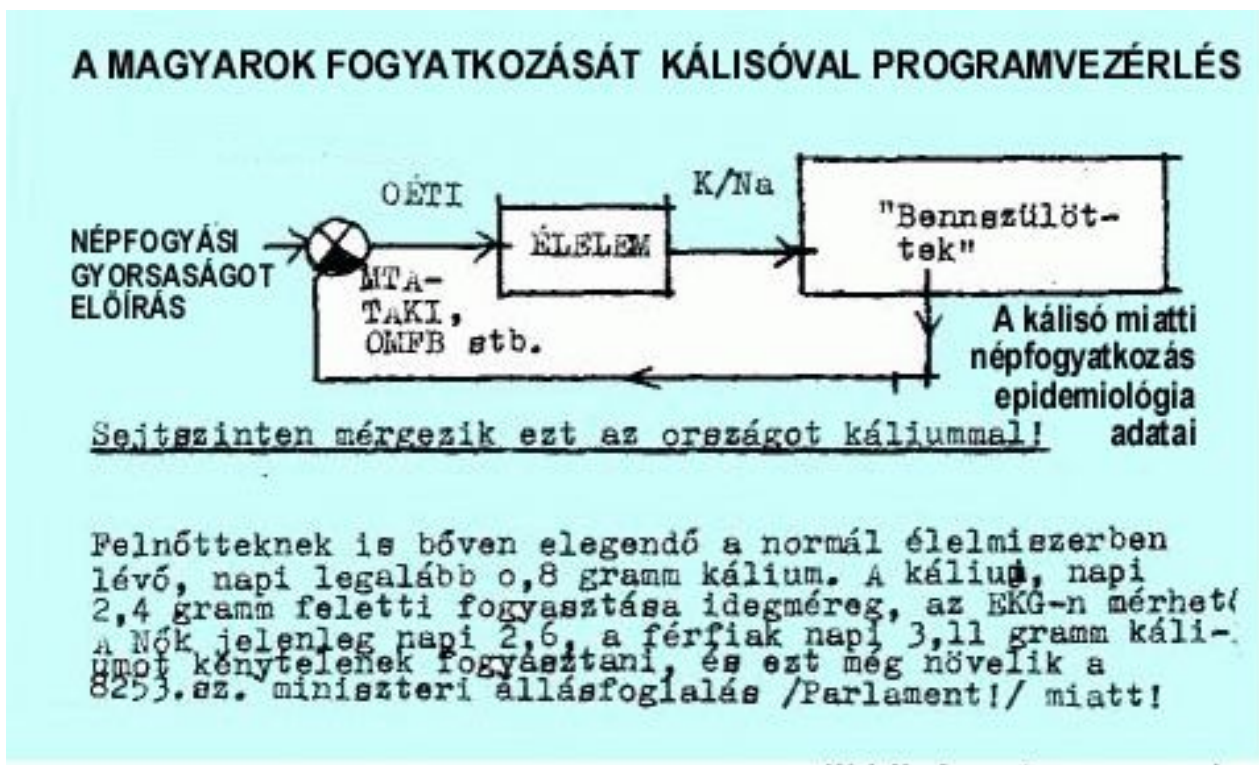 A MAGYAROK FOGYATKOZÁSÁT KÁLISÓVAL PROGRAMVEZÉRLÉS
OÉTI
K/Na
NÉPFOGYÁSI
GYORSASÁGOT
ELŐÍRÁS
MTA-
TAKI,
OMFB stb.
ÉLELEM
"Bennszülöt-
tek"
A kálisó miatti
népfogyatkozás
epidemiológia
adatai
Sejtszinten mérgezik ezt az országot káliummal!
Felnőtteknek is bőven elegendő a normál élelmiszerben
lévő, napi legalább o,8 gramm kálium. A kálium, napi
2,4 gramm feletti fogyasztása idegméreg, az EKG-n mérhető
A Nők jelenleg napi 2,6, a férfiak napi 3,11 gramm káli-
umot kénytelenek fogyasztani, és ezt még növelik a
8253.sz. miniszteri állásfoglalás /Parlament!/ miatt!